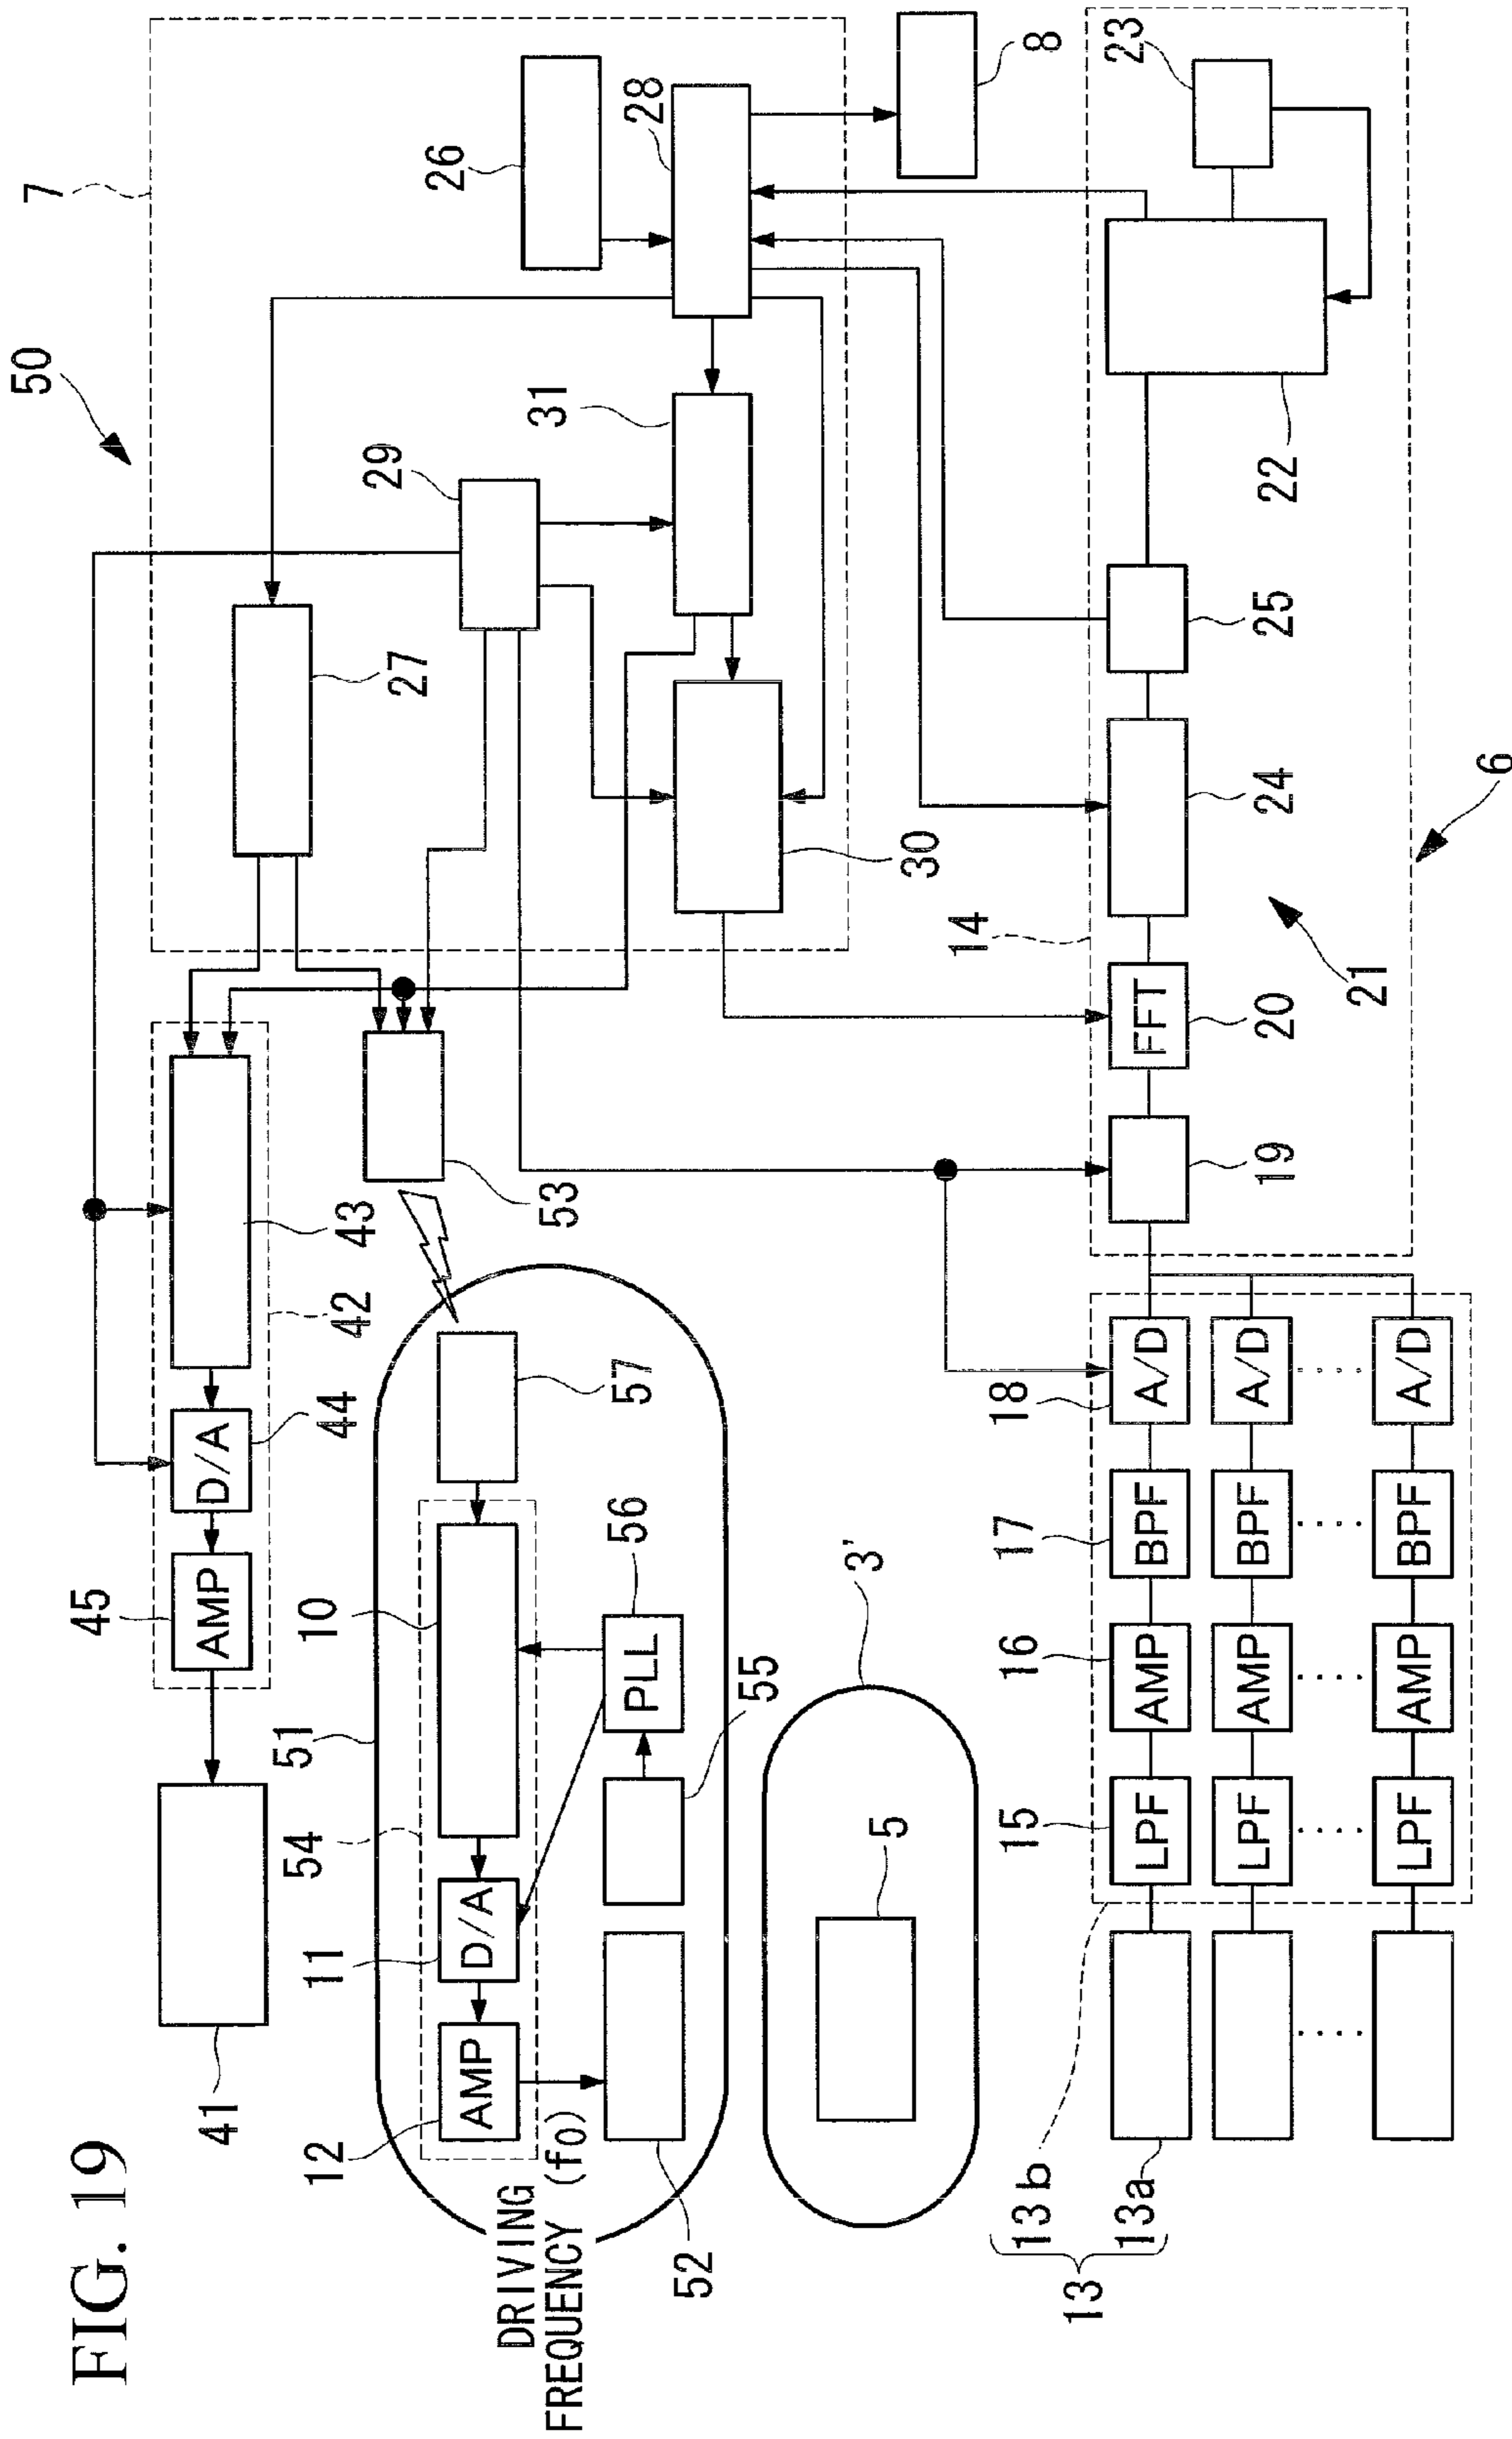 FIG. 19
50
7
41
45
AMP
44
D/A
43
42
27
29
26
28
31
8
30
53
51
54
12
AMP
11
D/A
10
57
56
PLL
55
52
DRIVING
FREQUENCY (f0)
3'
5
13
13b
13a
15
16
17
18
LPF
AMP
BPF
A/D
LPF
AMP
BPF
A/D
LPF
AMP
BPF
A/D
14
19
20
FFT
24
25
22
23
21
6